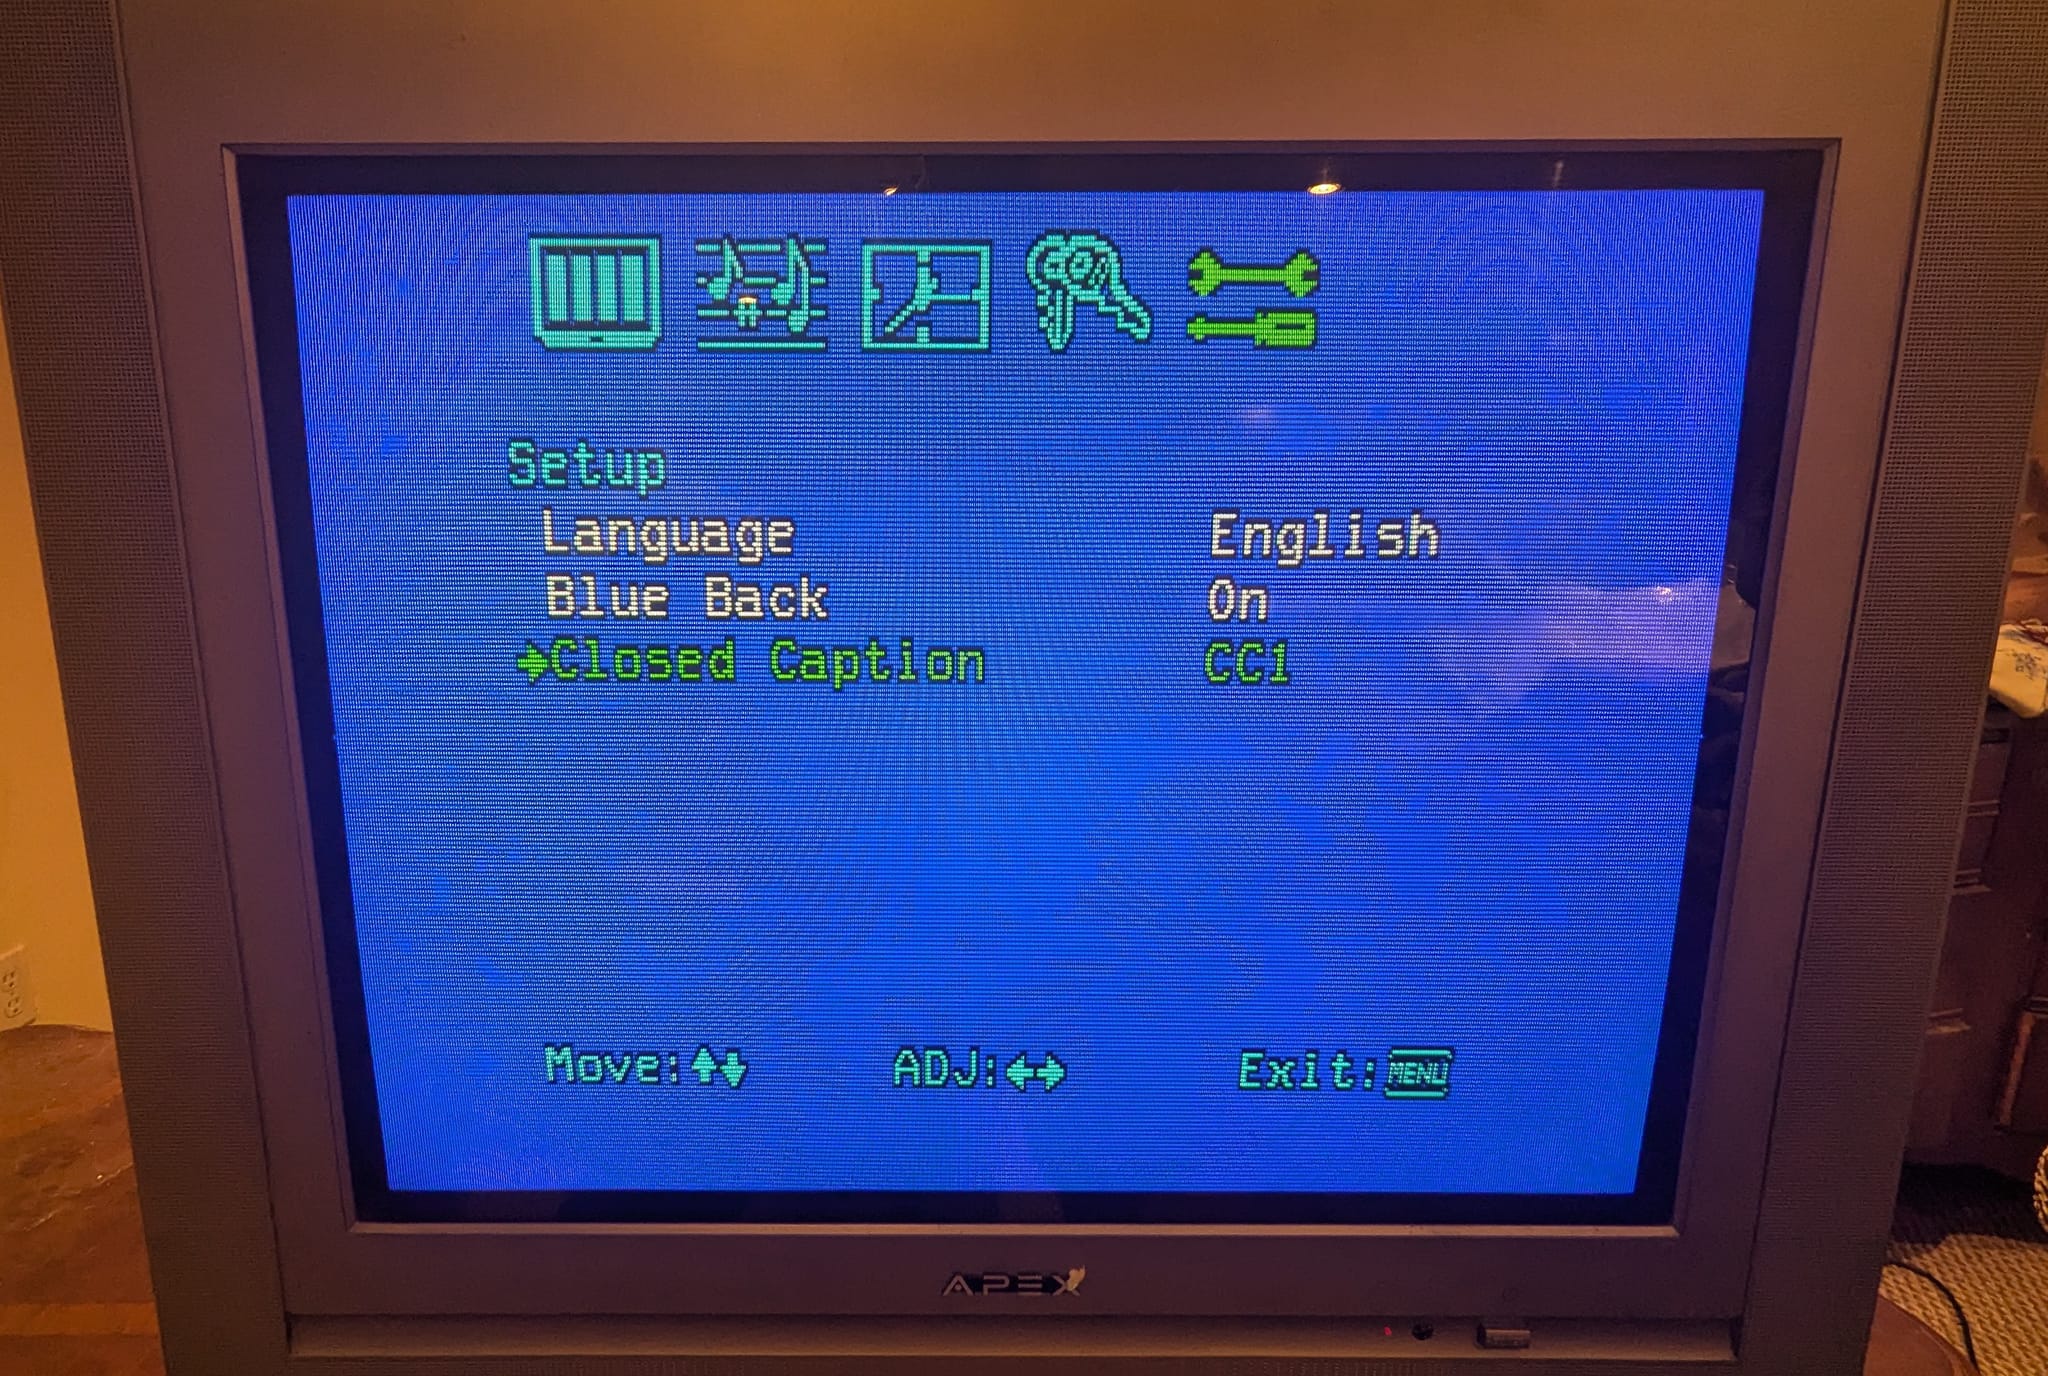 Setup
Language English
Blue Back On
Closed Caption CC1
Move: ADJ: Exit: MENU
APEX